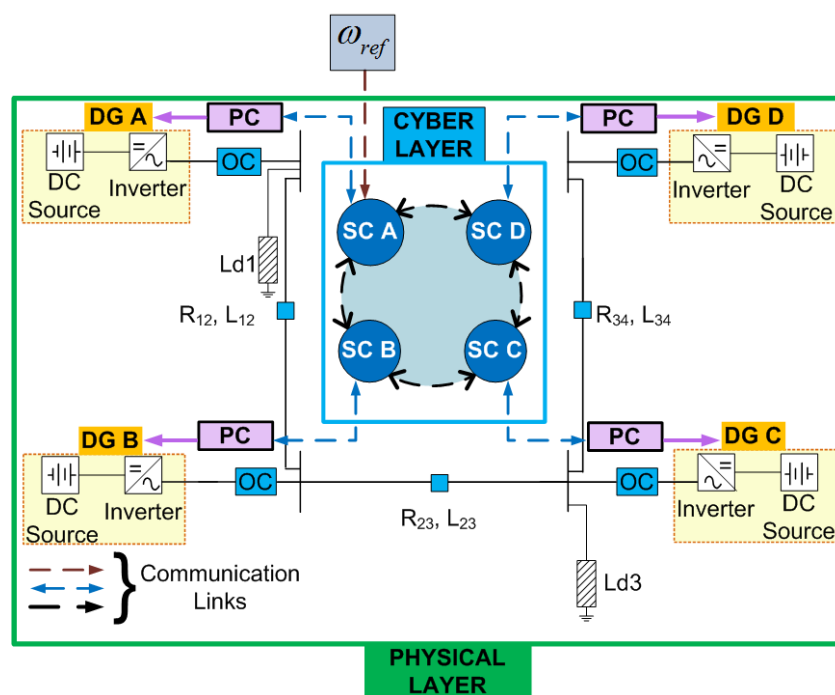 ω_ref
DG A
PC
CYBER
LAYER
PC
DG D
DC
Source
Inverter
OC
OC
Inverter
DC
Source
SC A
SC D
Ld1
R12, L12
R34, L34
SC B
SC C
DG B
PC
PC
DG C
DC
Source
Inverter
OC
OC
Inverter
DC
Source
R23, L23
Communication
Links
Ld3
PHYSICAL
LAYER